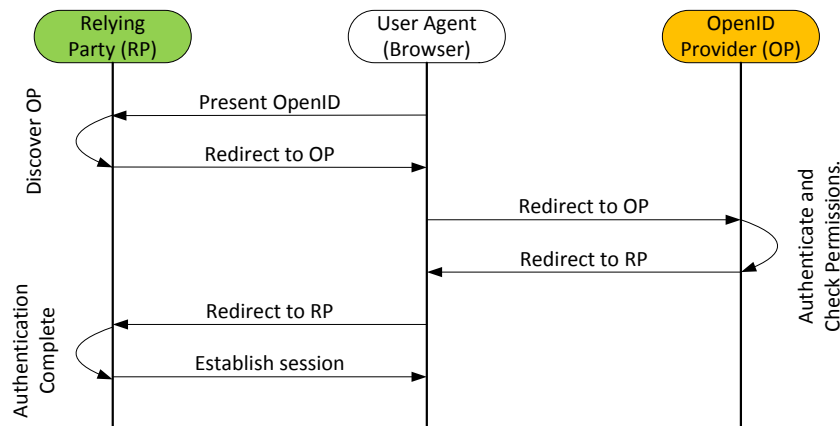 Relying
Party (RP)
User Agent
(Browser)
OpenID
Provider (OP)
Present OpenID
Discover OP
Redirect to OP
Redirect to OP
Authenticate and
Check Permissions.
Redirect to RP
Redirect to RP
Authentication
Complete
Establish session